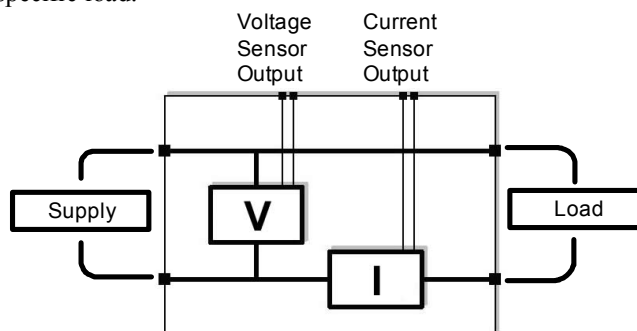 specific load.
Voltage
Sensor
Output
Current
Sensor
Output
Supply
V
Load
I